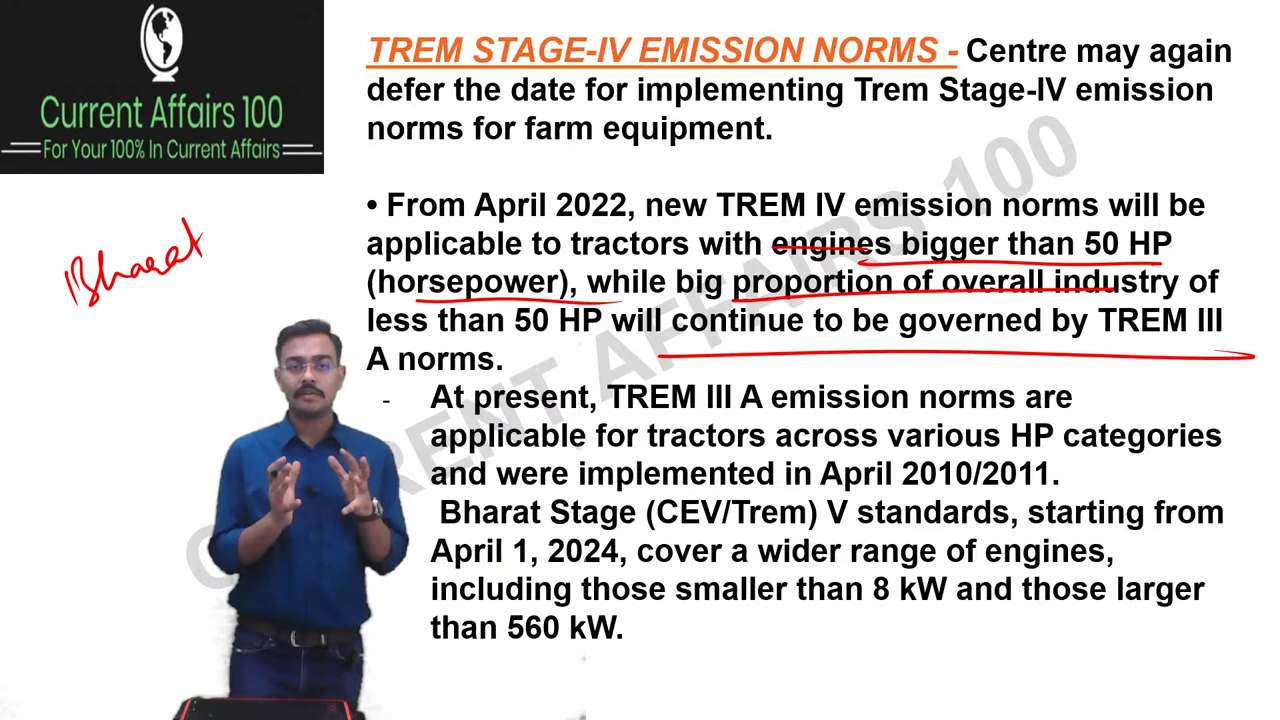 Current Affairs 100
For Your 100% In Current Affairs
TREM STAGE-IV EMISSION NORMS - Centre may again
defer the date for implementing Trem Stage-IV emission
norms for farm equipment.
• From April 2022, new TREM IV emission norms will be
applicable to tractors with engines bigger than 50 HP
(horsepower), while big proportion of overall industry of
less than 50 HP will continue to be governed by TREM III
A norms.
- At present, TREM III A emission norms are
applicable for tractors across various HP categories
and were implemented in April 2010/2011.
Bharat Stage (CEV/Trem) V standards, starting from
April 1, 2024, cover a wider range of engines,
including those smaller than 8 kW and those larger
than 560 kW.
Bharat
CURRENT AFFAIRS 100